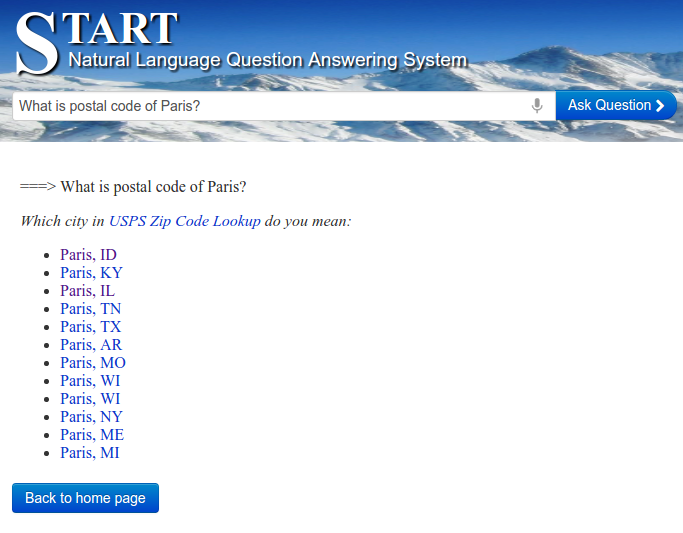 START
Natural Language Question Answering System
What is postal code of Paris?
Ask Question
===> What is postal code of Paris?
Which city in USPS Zip Code Lookup do you mean:
Paris, ID
Paris, KY
Paris, IL
Paris, TN
Paris, TX
Paris, AR
Paris, MO
Paris, WI
Paris, WI
Paris, NY
Paris, ME
Paris, MI
Back to home page